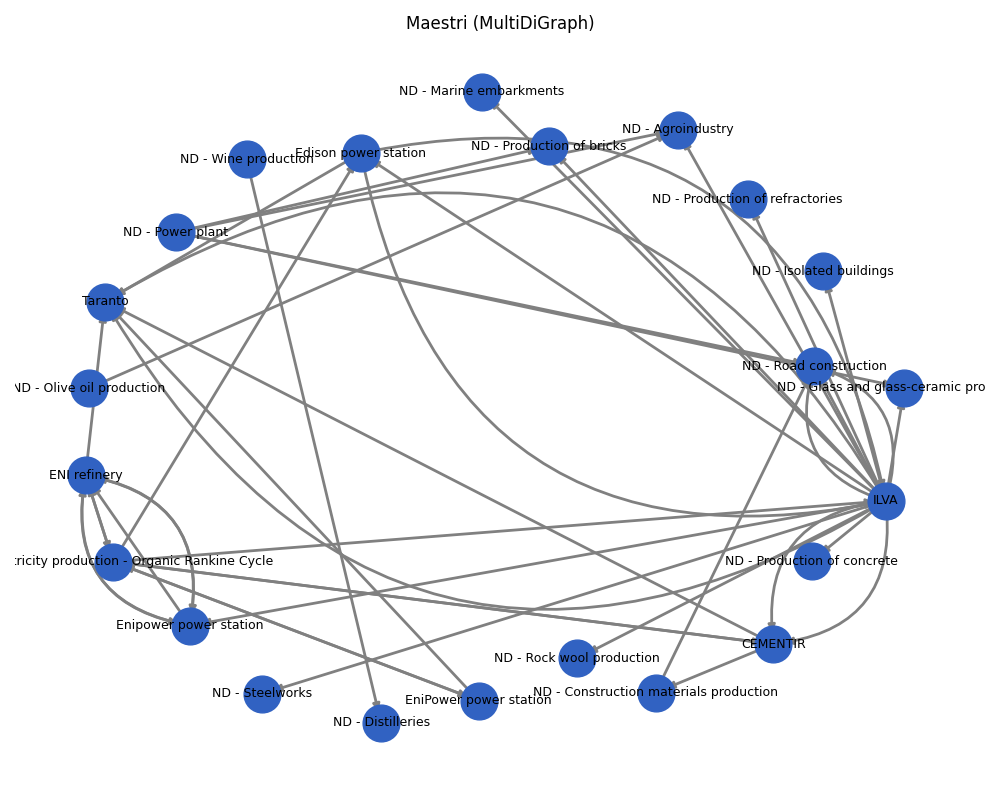 Maestri (MultiDiGraph)
ND - Marine embarkments
ND - Agroindustry
ND - Production of bricks
Edison power station
ND - Wine production
ND - Production of refractories
ND - Power plant
ND - Isolated buildings
Taranto
ND - Road construction
ND - Glass and glass-ceramic pro
ND - Olive oil production
ENI refinery
ILVA
tricity production - Organic Rankine Cycle
ND - Production of concrete
Enipower power station
CEMENTIR
ND - Rock wool production
ND - Steelworks
ND - Construction materials production
EniPower power station
ND - Distilleries